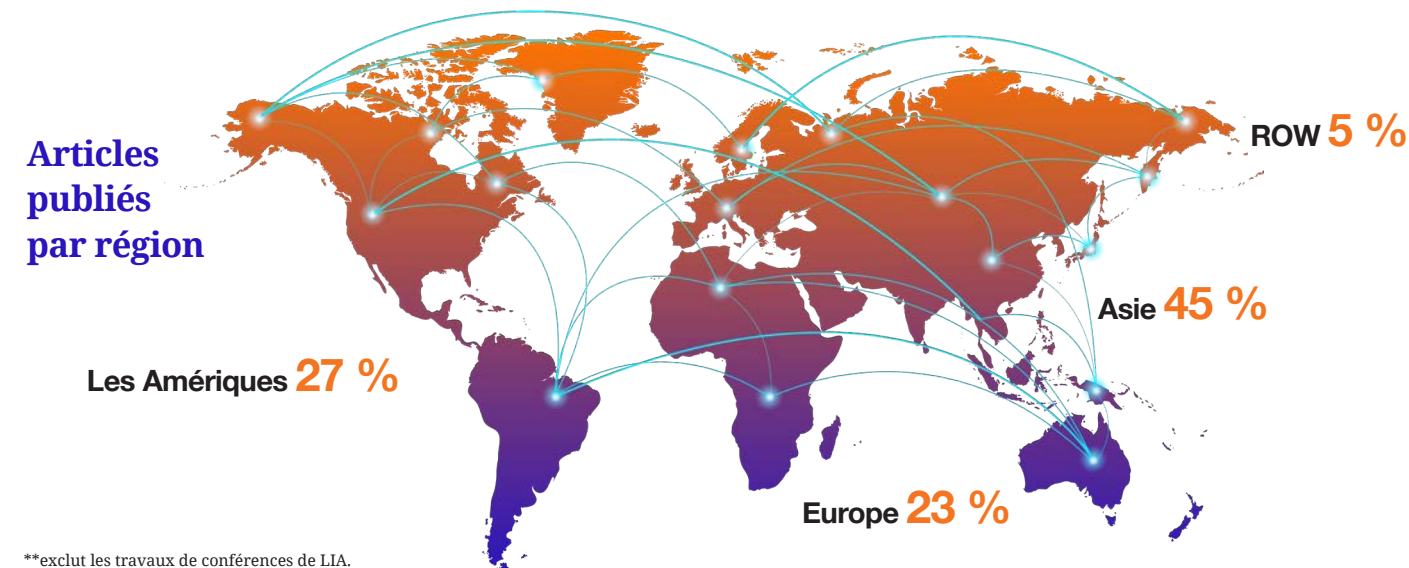 Articles
publiés
par région
ROW 5 %
Asie 45 %
Les Amériques 27 %
Europe 23 %
**exclut les travaux de conférences de LIA.